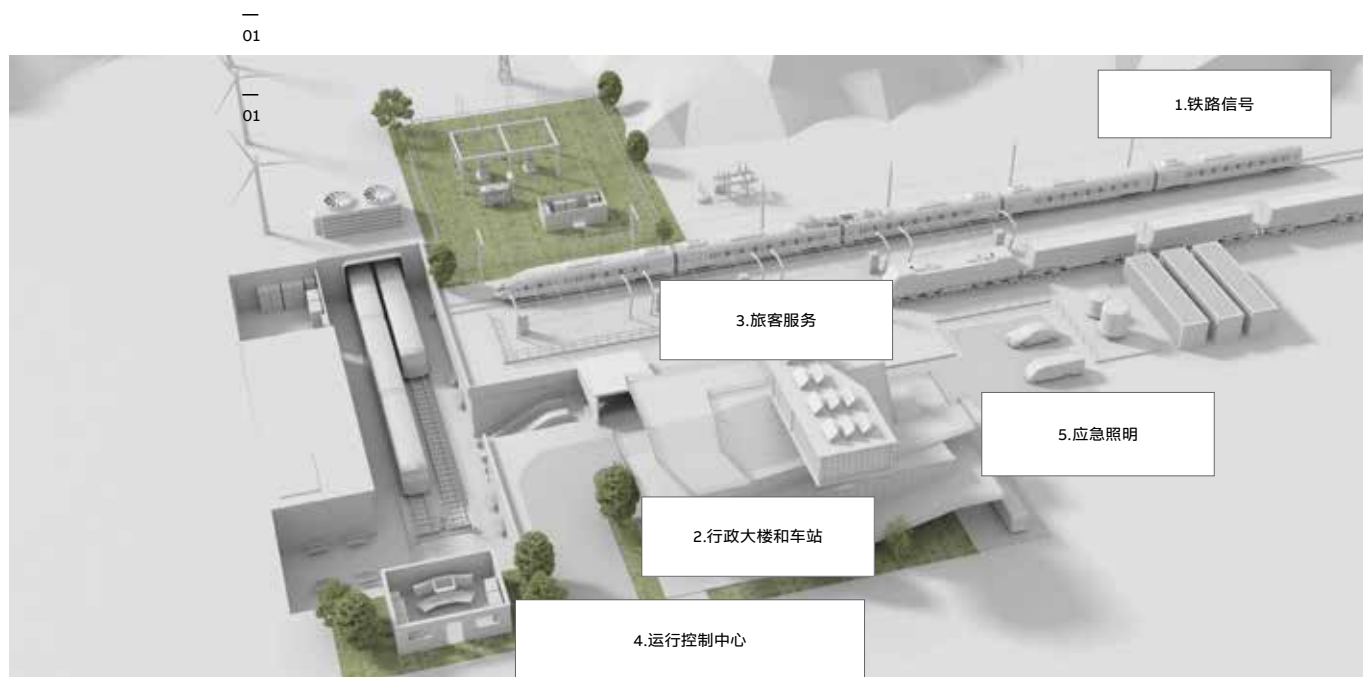 —
01
—
01
1.铁路信号
3.旅客服务
5.应急照明
2.行政大楼和车站
4.运行控制中心